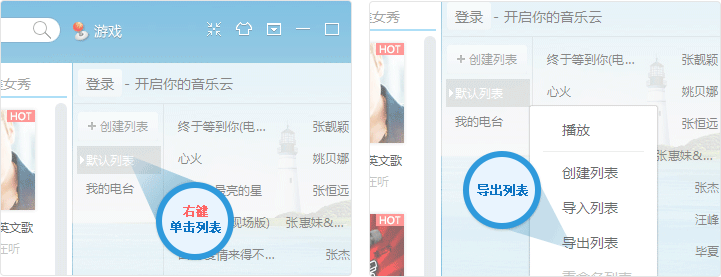 游戏
女秀
登录 - 开启你的音乐云
+ 创建列表
默认列表
我的电台
终于等到你(电... 张靓颖
心火 姚贝娜
最亮的星 张恒远
现场版) 张惠妹&...
爱情来得不... 张杰
HOT
英文歌
在听
右键
单击列表
女秀
登录 - 开启你的音乐云
+ 创建列表
默认列表
我的电台
终于等到你(电... 张靓颖
心火 姚贝娜
张恒远
张惠妹&...
张杰
汪峰
毕夏
HOT
英文歌
在听
HOT
播放
创建列表
导入列表
导出列表
重命名列表
导出列表